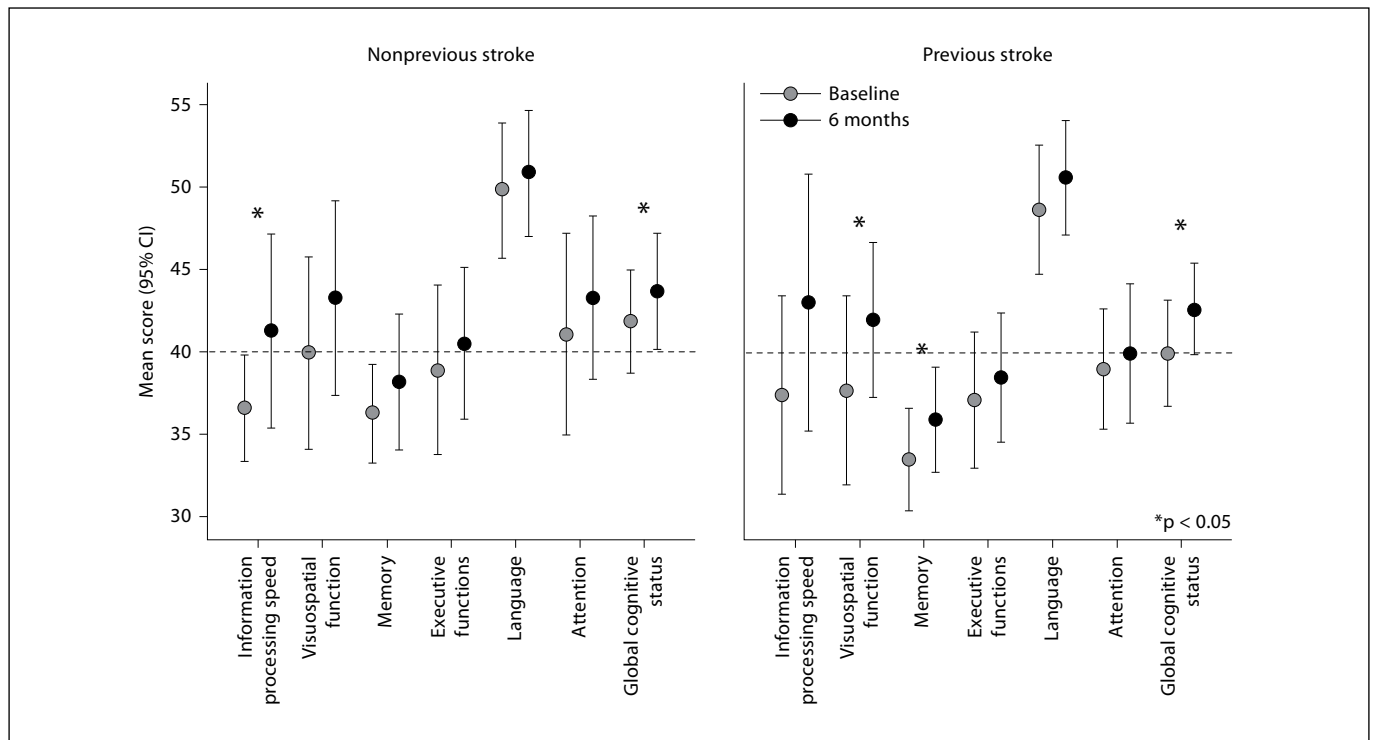 Nonprevious stroke
Previous stroke
Baseline
6 months
Mean score (95% CI)
55
50
45
40
35
30
*
*
*
*
*
*p < 0.05
Information
processing speed
Visuospatial
function
Memory
Executive
functions
Language
Attention
Global cognitive
status
Information
processing speed
Visuospatial
function
Memory
Executive
functions
Language
Attention
Global cognitive
status